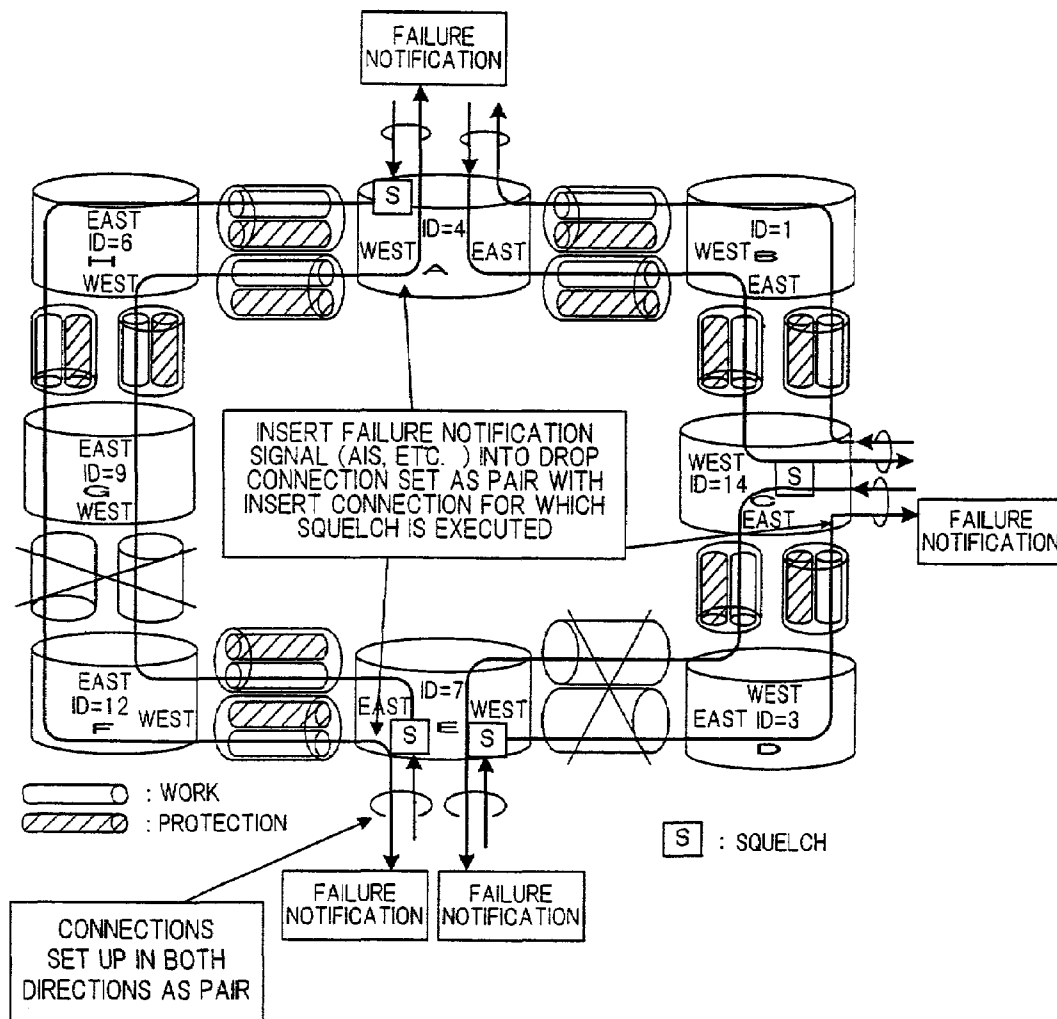 FAILURE
NOTIFICATION
S
EAST
ID=6
H
WEST
WEST
ID=4
EAST
A
ID=1
WEST
B
EAST
EAST
ID=9
G
WEST
INSERT FAILURE NOTIFICATION
SIGNAL (AIS, ETC. ) INTO DROP
CONNECTION SET AS PAIR WITH
INSERT CONNECTION FOR WHICH
SQUELCH IS EXECUTED
WEST
ID=14
S
C
EAST
FAILURE
NOTIFICATION
EAST
ID=12
WEST
F
ID=7
EAST
WEST
E
S
S
WEST
EAST ID=3
D
: WORK
: PROTECTION
S : SQUELCH
FAILURE
NOTIFICATION
FAILURE
NOTIFICATION
CONNECTIONS
SET UP IN BOTH
DIRECTIONS AS PAIR